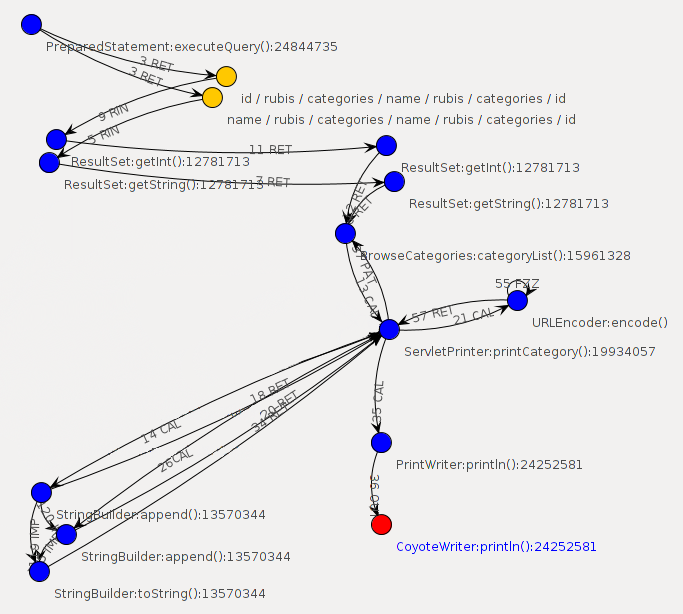 PreparedStatement:executeQuery():24844735
3 RET
3 RET
id / rubis / categories / name / rubis / categories / id
name / rubis / categories / name / rubis / categories / id
9 RIN
5 RIN
11 RET
ResultSet:getInt():12781713
ResultSet:getInt():12781713
7 RET
ResultSet:getString():12781713
ResultSet:getString():12781713
RET
RET
BrowseCategories:categoryList():15961328
PAT
13 CAL
55 FZZ
57 RET
21 CAL
URLEncoder:encode()
ServletPrinter:printCategory():19934057
18 RET
20 RET
14 CAL
35 CAL
26CAL
PrintWriter:println():24252581
StringBuilder:append():13570344
IMP
StringBuilder:append():13570344
CoyoteWriter:println():24252581
StringBuilder:toString():13570344